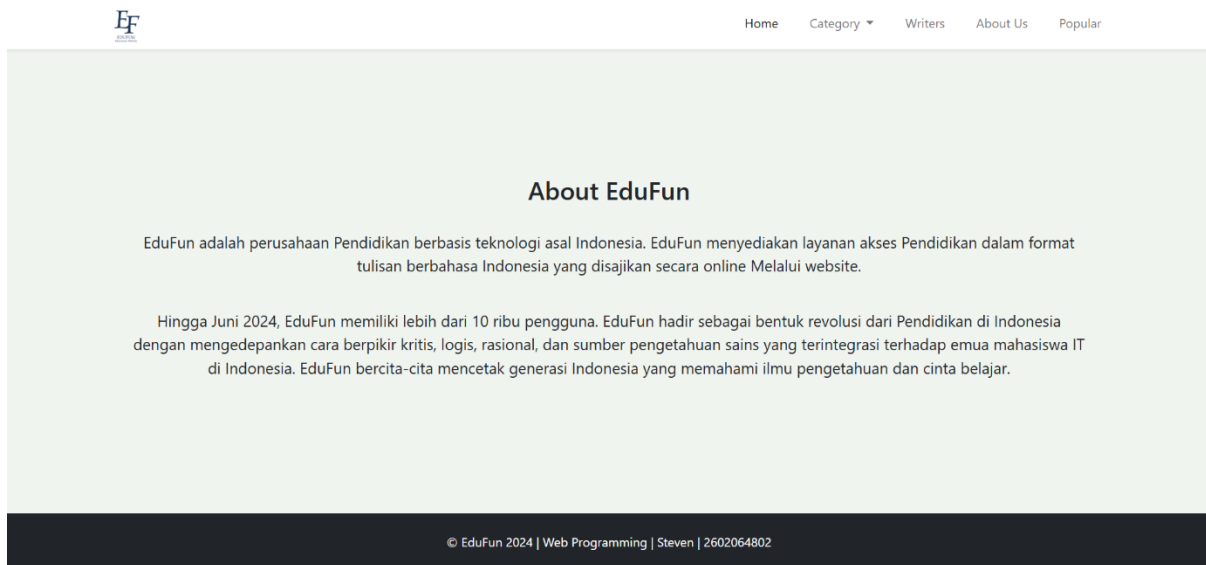 EF
Home Category Writers About Us Popular
About EduFun
EduFun adalah perusahaan Pendidikan berbasis teknologi asal Indonesia. EduFun menyediakan layanan akses Pendidikan dalam format
tulisan berbahasa Indonesia yang disajikan secara online Melalui website.
Hingga Juni 2024, EduFun memiliki lebih dari 10 ribu pengguna. EduFun hadir sebagai bentuk revolusi dari Pendidikan di Indonesia
dengan mengedepankan cara berpikir kritis, logis, rasional, dan sumber pengetahuan sains yang terintegrasi terhadap emua mahasiswa IT
di Indonesia. EduFun bercita-cita mencetak generasi Indonesia yang memahami ilmu pengetahuan dan cinta belajar.
© EduFun 2024 | Web Programming | Steven | 2602064802